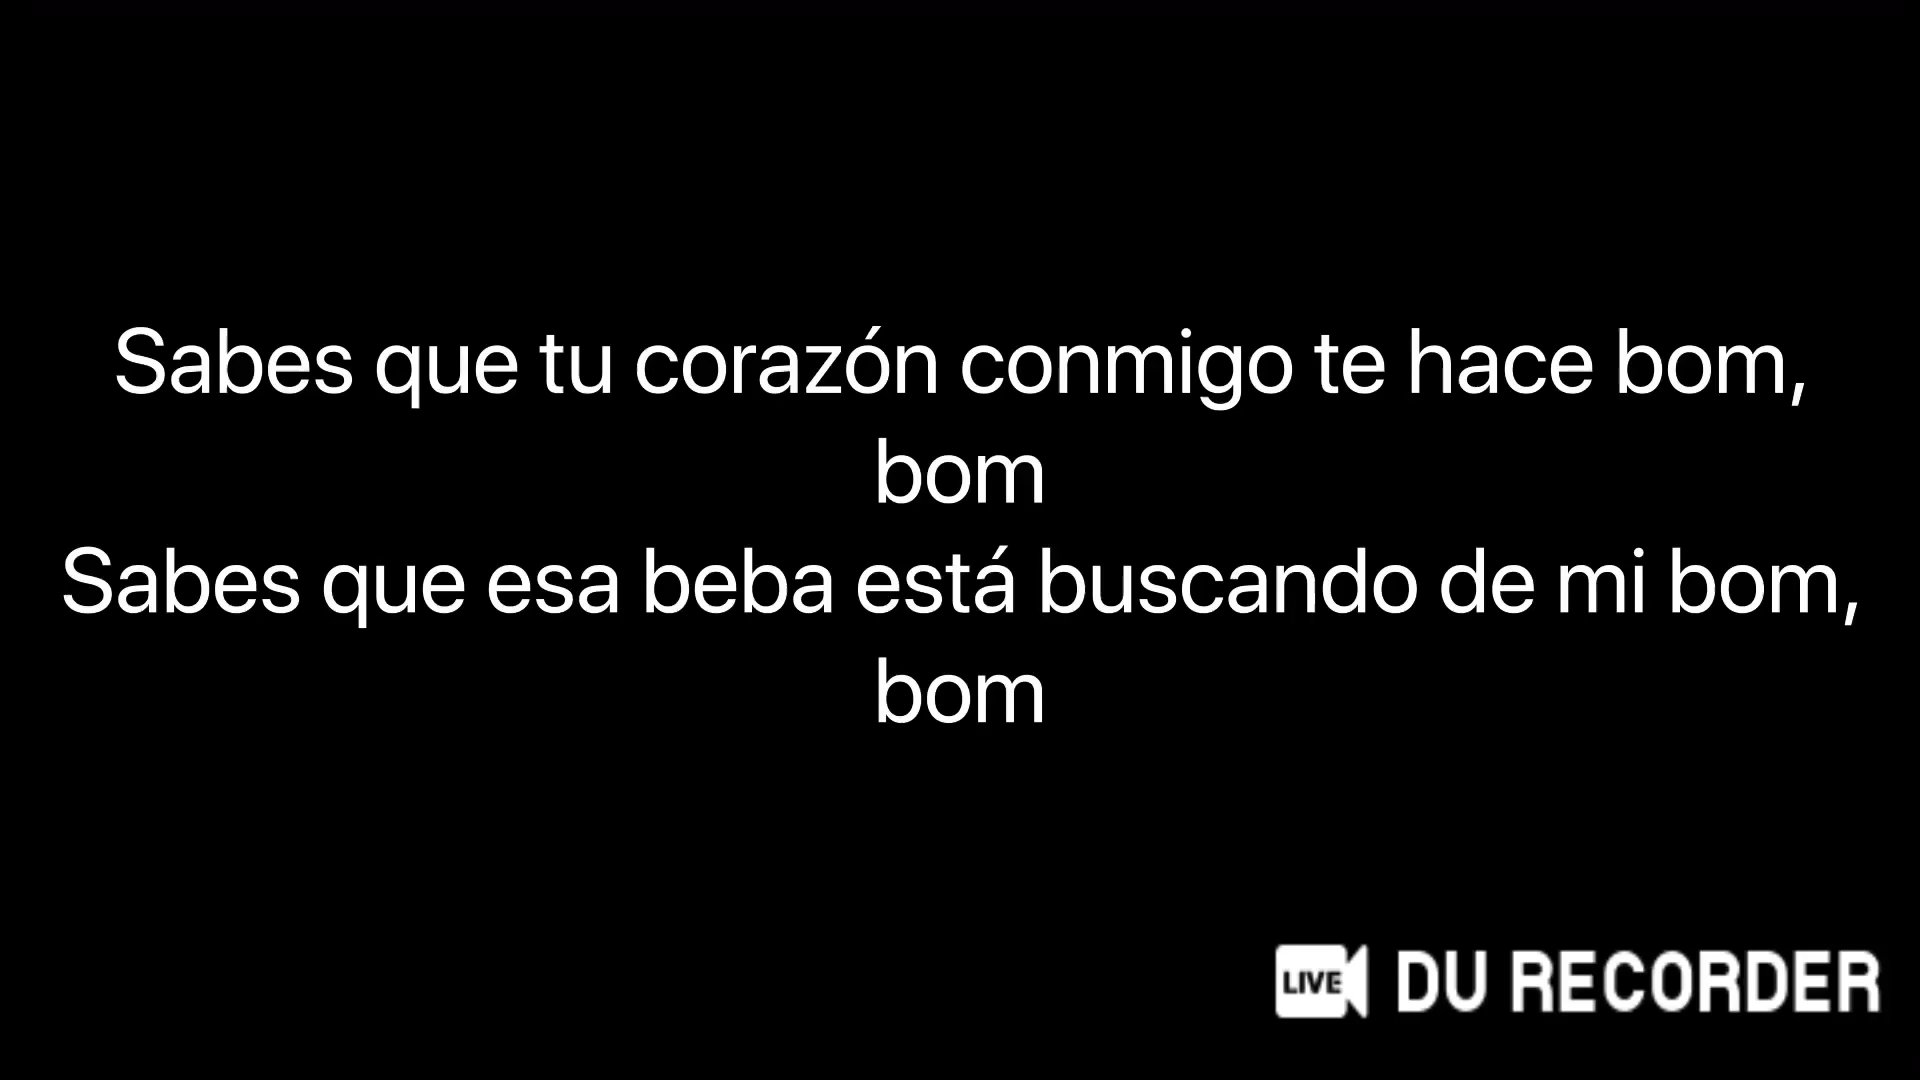 Sabes que tu corazón conmigo te hace bom,
bom
Sabes que esa beba está buscando de mi bom,
bom
LIVE DU RECORDER